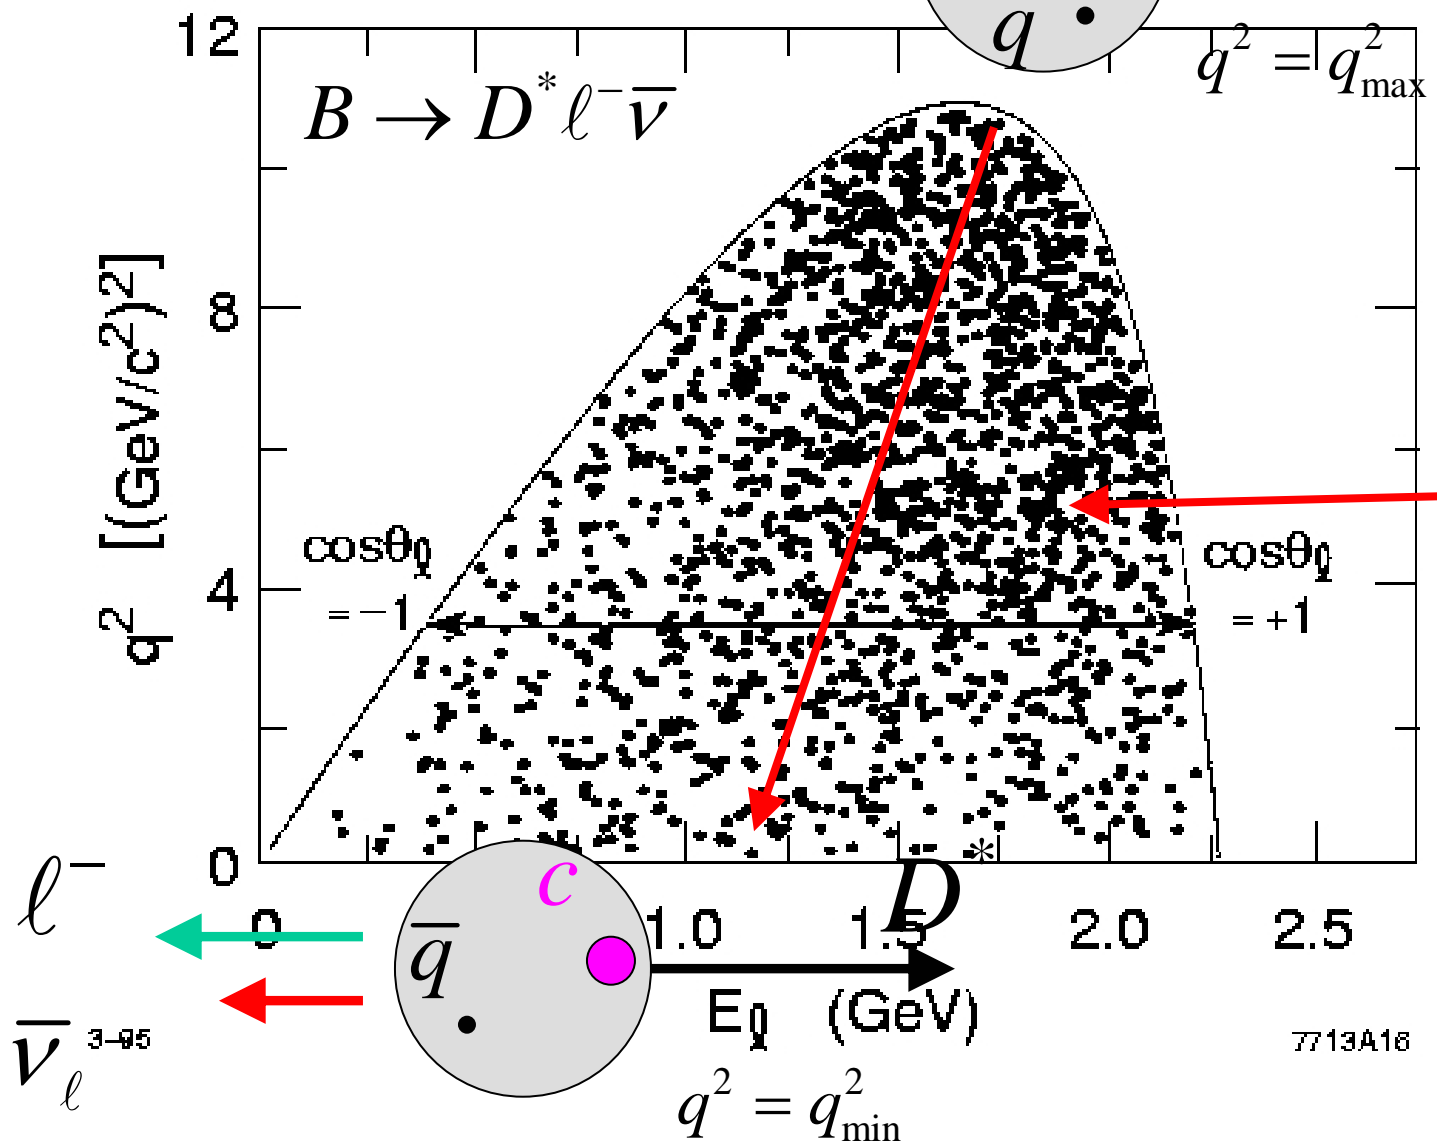 12
q
q² = q²max
B → D*ℓ⁻ν̅
8
q² [(GeV/c²)²]
cosθℓ
= −1
cosθℓ
= +1
4
0
ℓ⁻
c
D*
0
q̅
1.0
1.5
2.0
2.5
Eℓ (GeV)
ν̅ℓ
3–95
7713A16
q² = q²min